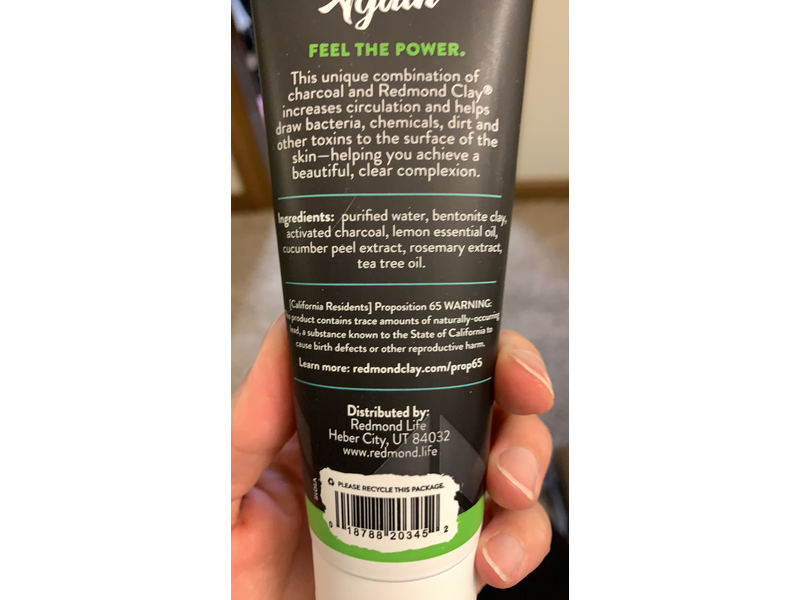 Again
FEEL THE POWER.
This unique combination of
charcoal and Redmond Clay®
increases circulation and helps
draw bacteria, chemicals, dirt and
other toxins to the surface of the
skin—helping you achieve a
beautiful, clear complexion.
Ingredients: purified water, bentonite clay,
activated charcoal, lemon essential oil,
cucumber peel extract, rosemary extract,
tea tree oil.
[California Residents] Proposition 65 WARNING:
product contains trace amounts of naturally-occurring
lead, a substance known to the State of California to
cause birth defects or other reproductive harm.
Learn more: redmondclay.com/prop65
Distributed by:
Redmond Life
Heber City, UT 84032
www.redmond.life
PLEASE RECYCLE THIS PACKAGE.
0 18788 20345 2